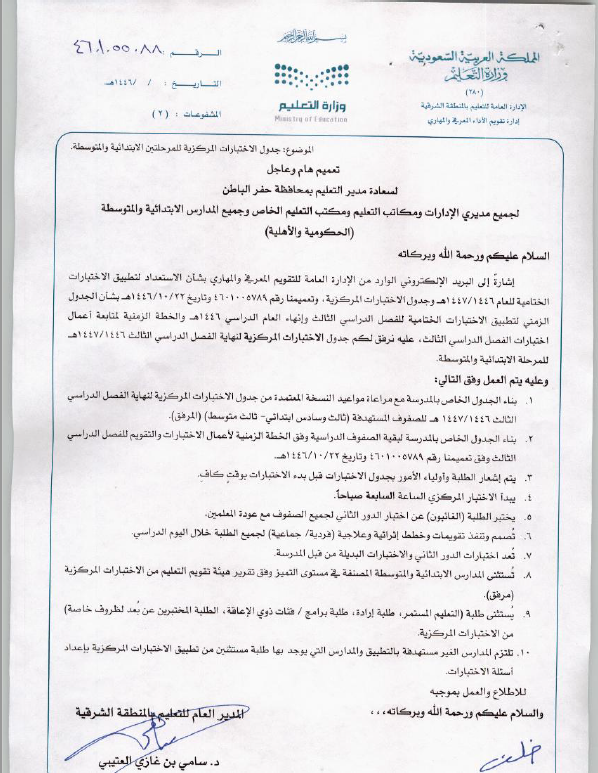 بسم الله الرحمن الرحيم
المملكة العربية السعودية
وزارة التعليم
(٢٨٠)
الإدارة العامة للتعليم بالمنطقة الشرقية
إدارة تقويم الأداء المعرفي والمهاري
وزارة التعليم
Ministry of Education
الرقم: ٤٦٠١٠٠٥٥٠٨٨
التاريخ: / /١٤٤٦هـ
المشفوعات: (٢)
الموضوع: جدول الاختبارات المركزية للمرحلتين الابتدائية والمتوسطة.
تعميم هام وعاجل
لسعادة مدير التعليم بمحافظة حفر الباطن
لجميع مديري الإدارات ومكاتب التعليم ومكتب التعليم الخاص وجميع المدارس الابتدائية والمتوسطة
(الحكومية والأهلية)
السلام عليكم ورحمة الله وبركاته
إشارةً إلى البريد الإلكتروني الوارد من الإدارة العامة للتقويم المعرفي والمهاري بشأن الاستعداد لتطبيق الاختبارات
الختامية للعام ١٤٤٧/١٤٤٦هـ وجدول الاختبارات المركزية، وتعميمنا رقم ٤٦٠١٠٠٥٧٨٩ وتاريخ ١٤٤٦/١٠/٢٢هـ بشأن الجدول
الزمني لتطبيق الاختبارات الختامية للفصل الدراسي الثالث وإنهاء العام الدراسي ١٤٤٦هـ والخطة الزمنية لمتابعة أعمال
اختبارات الفصل الدراسي الثالث، عليه نرفق لكم جدول الاختبارات المركزية لنهاية الفصل الدراسي الثالث ١٤٤٧/١٤٤٦هـ
للمرحلة الابتدائية والمتوسطة.
وعليه يتم العمل وفق التالي:
١. بناء الجدول الخاص بالمدرسة مع مراعاة مواعيد النسخة المعتمدة من جدول الاختبارات المركزية لنهاية الفصل الدراسي
الثالث ١٤٤٧/١٤٤٦ هـ للصفوف المستهدفة (ثالث وسادس ابتدائي- ثالث متوسط) (المرفق).
٢. بناء الجدول الخاص بالمدرسة لبقية الصفوف الدراسية وفق الخطة الزمنية لأعمال الاختبارات والتقويم للفصل الدراسي
الثالث وفق تعميمنا رقم ٤٦٠١٠٠٥٧٨٩ وتاريخ ١٤٤٦/١٠/٢٢هـ.
٣. يتم إشعار الطلبة وأولياء الأمور بجدول الاختبارات قبل بدء الاختبارات بوقتٍ كافٍ.
٤. يبدأ الاختبار المركزي الساعة السابعة صباحاً.
٥. يختبر الطلبة (الغائبون) عن اختبار الدور الثاني لجميع الصفوف مع عودة المعلمين.
٦. تُصمم وتنفذ تقويمات وخطط إثرائية وعلاجية (فردية/ جماعية) لجميع الطلبة خلال اليوم الدراسي.
٧. تُعد اختبارات الدور الثاني والاختبارات البديلة من قبل المدرسة.
٨. تُستثنى المدارس الابتدائية والمتوسطة المصنفة في مستوى التميز وفق تقرير هيئة تقويم التعليم من الاختبارات المركزية
(مرفق).
٩. يُستثنى طلبة (التعليم المستمر، طلبة إرادة، طلبة برامج / فئات ذوي الإعاقة، الطلبة المختبرين عن بُعد لظروف خاصة)
من الاختبارات المركزية.
١٠. تلتزم المدارس الغير مستهدفة بالتطبيق والمدارس التي يوجد بها طلبة مستثنين من تطبيق الاختبارات المركزية بإعداد
أسئلة الاختبارات.
للاطلاع والعمل بموجبه
والسلام عليكم ورحمة الله وبركاته،،،
المدير العام للتعليم بالمنطقة الشرقية
د. سامي بن غازي العتيبي